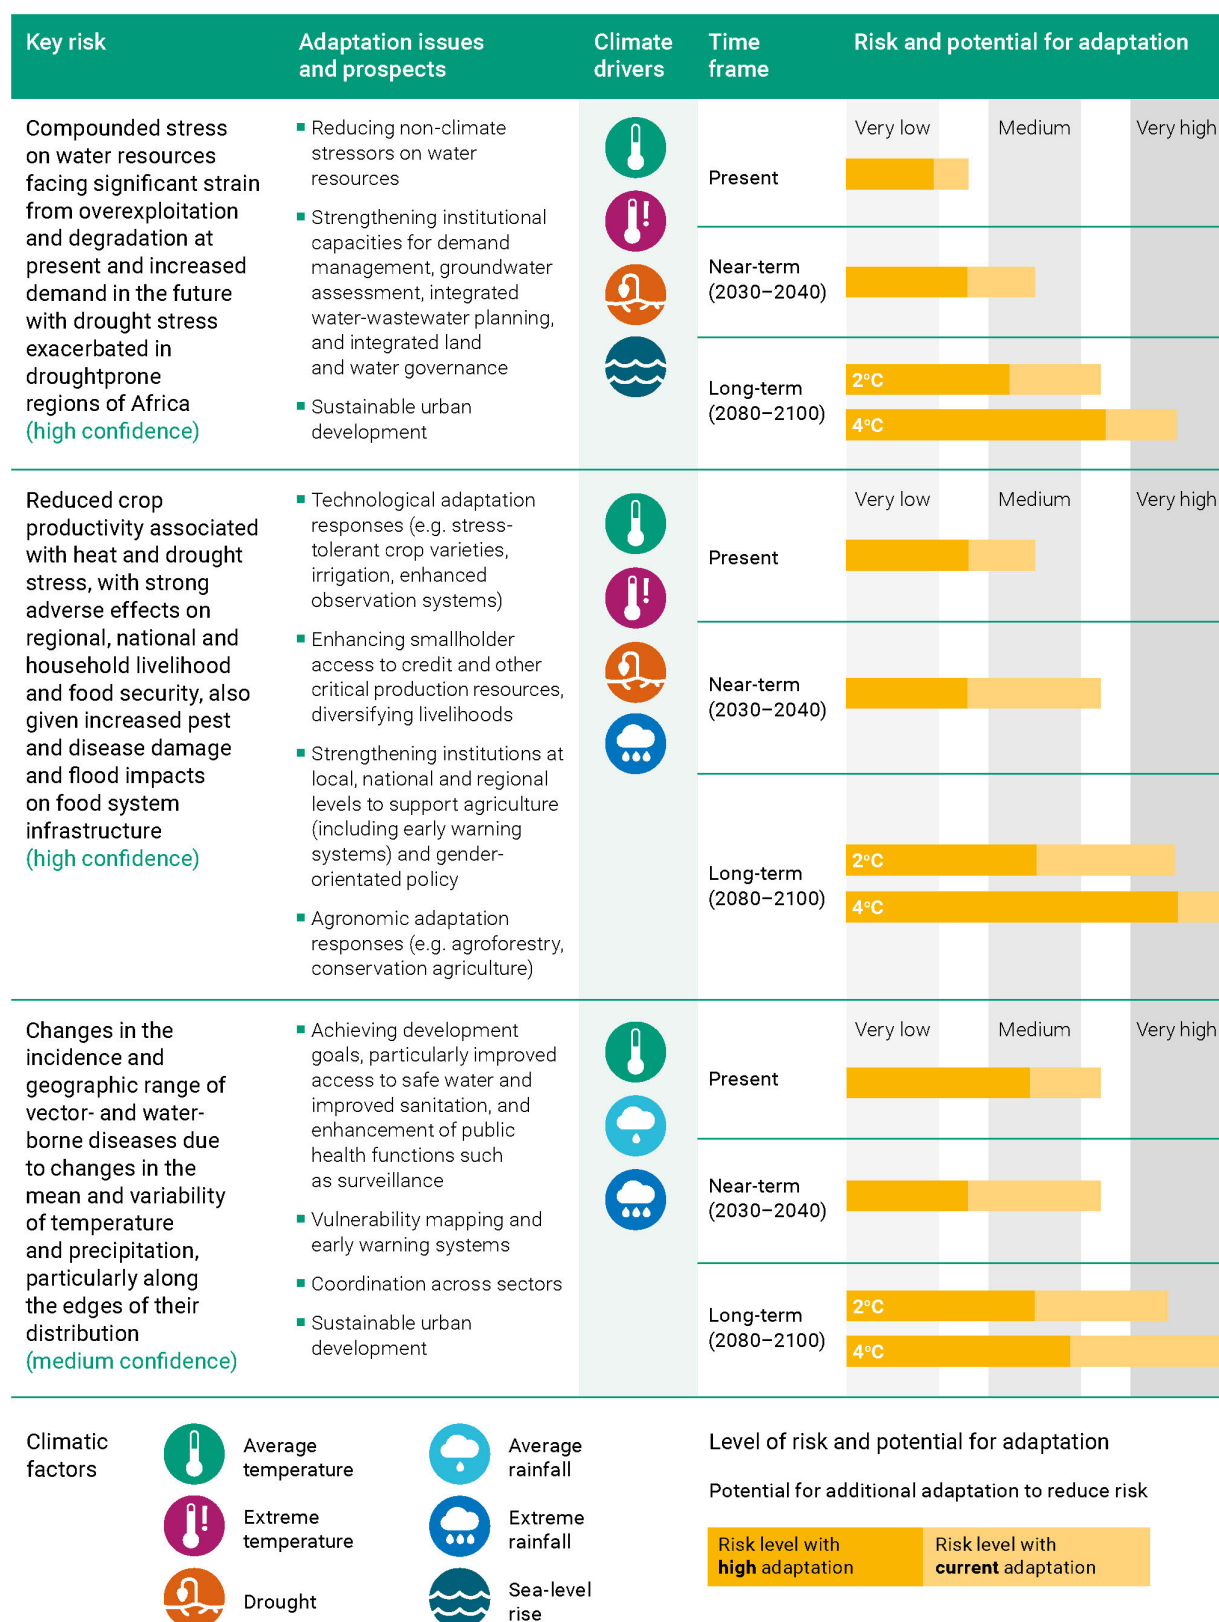 Key risk
Adaptation issues
and prospects
Climate
drivers
Time
frame
Risk and potential for adaptation
Compounded stress
on water resources
facing significant strain
from overexploitation
and degradation at
present and increased
demand in the future
with drought stress
exacerbated in
droughtprone
regions of Africa
(high confidence)
▪ Reducing non-climate
stressors on water
resources
▪ Strengthening institutional
capacities for demand
management, groundwater
assessment, integrated
water-wastewater planning,
and integrated land
and water governance
▪ Sustainable urban
development
Very low
Medium
Very high
Present
Near-term
(2030–2040)
Long-term
(2080–2100)
2°C
4°C
Reduced crop
productivity associated
with heat and drought
stress, with strong
adverse effects on
regional, national and
household livelihood
and food security, also
given increased pest
and disease damage
and flood impacts
on food system
infrastructure
(high confidence)
▪ Technological adaptation
responses (e.g. stress-
tolerant crop varieties,
irrigation, enhanced
observation systems)
▪ Enhancing smallholder
access to credit and other
critical production resources,
diversifying livelihoods
▪ Strengthening institutions at
local, national and regional
levels to support agriculture
(including early warning
systems) and gender-
orientated policy
▪ Agronomic adaptation
responses (e.g. agroforestry,
conservation agriculture)
Very low
Medium
Very high
Present
Near-term
(2030–2040)
Long-term
(2080–2100)
2°C
4°C
Changes in the
incidence and
geographic range of
vector- and water-
borne diseases due
to changes in the
mean and variability
of temperature
and precipitation,
particularly along
the edges of their
distribution
(medium confidence)
▪ Achieving development
goals, particularly improved
access to safe water and
improved sanitation, and
enhancement of public
health functions such
as surveillance
▪ Vulnerability mapping and
early warning systems
▪ Coordination across sectors
▪ Sustainable urban
development
Very low
Medium
Very high
Present
Near-term
(2030–2040)
Long-term
(2080–2100)
2°C
4°C
Climatic
factors
Average
temperature
Extreme
temperature
Drought
Average
rainfall
Extreme
rainfall
Sea-level
rise
Level of risk and potential for adaptation
Potential for additional adaptation to reduce risk
Risk level with
high adaptation
Risk level with
current adaptation